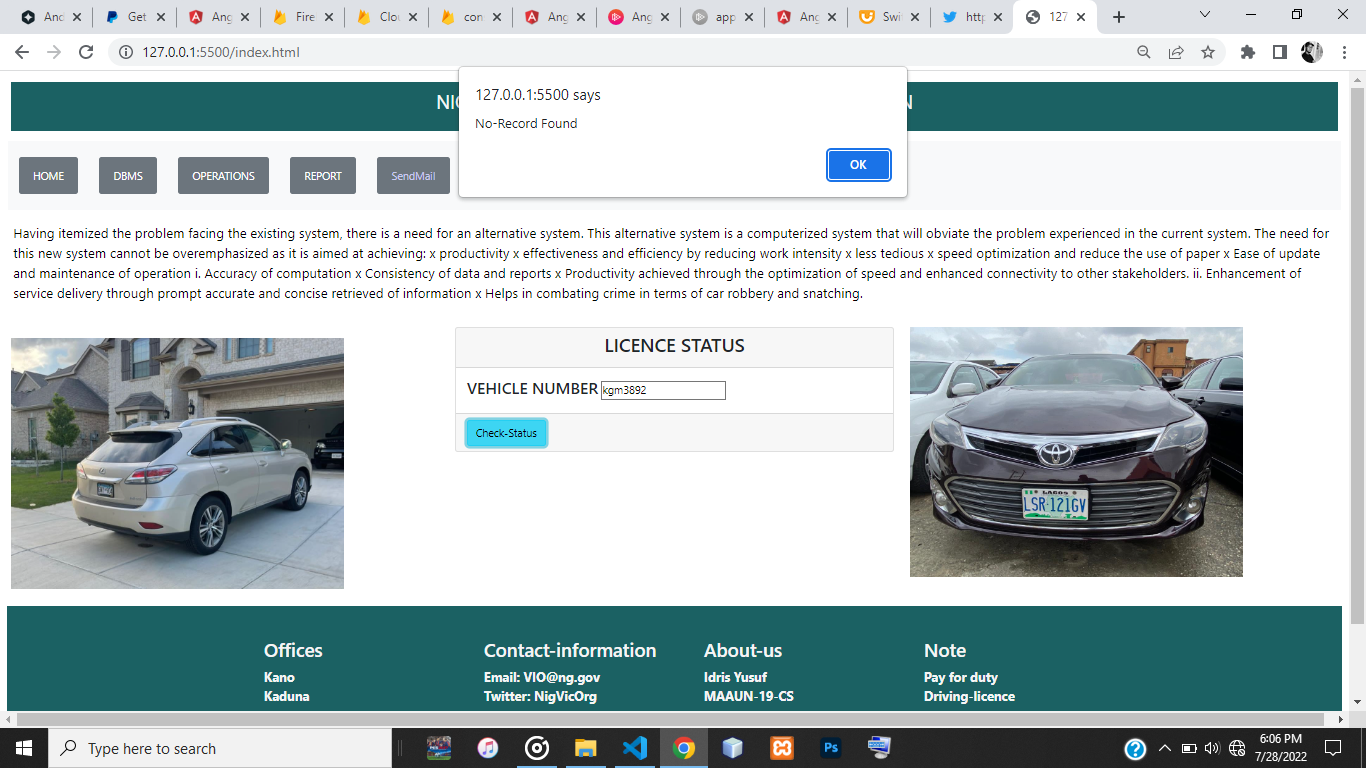 And
Get
Ang
Fire
Clou
con
Ang
Ang
app
Ang
Swi
http
127
127.0.0.1:5500/index.html
127.0.0.1:5500 says
No-Record Found
OK
NIG
N
HOME DBMS OPERATIONS REPORT SendMail
Having itemized the problem facing the existing system, there is a need for an alternative system. This alternative system is a computerized system that will obviate the problem experienced in the current system. The need for
this new system cannot be overemphasized as it is aimed at achieving: x productivity x effectiveness and efficiency by reducing work intensity x less tedious x speed optimization and reduce the use of paper x Ease of update
and maintenance of operation i. Accuracy of computation x Consistency of data and reports x Productivity achieved through the optimization of speed and enhanced connectivity to other stakeholders. ii. Enhancement of
service delivery through prompt accurate and concise retrieved of information x Helps in combating crime in terms of car robbery and snatching.
LICENCE STATUS
VEHICLE NUMBER kgm3892
Check-Status
LAGOS
LSR·121GV
Offices
Kano
Kaduna
Contact-information
Email: VIO@ng.gov
Twitter: NigVicOrg
About-us
Idris Yusuf
MAAUN-19-CS
Note
Pay for duty
Driving-licence
Type here to search
Ps
6:06 PM
7/28/2022